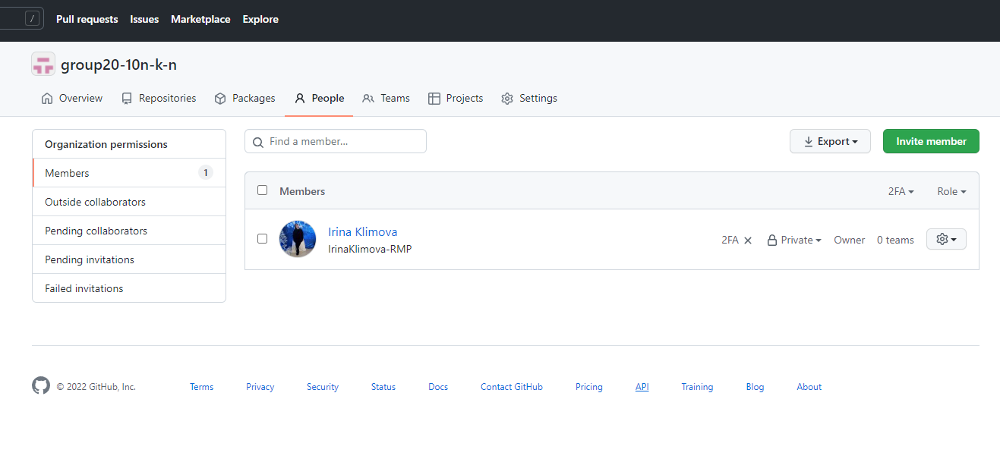 / Pull requests Issues Marketplace Explore
group20-10n-k-n
Overview Repositories Packages People Teams Projects Settings
Organization permissions
Members 1
Outside collaborators
Pending collaborators
Pending invitations
Failed invitations
Find a member...
Export
Invite member
Members 2FA Role
Irina Klimova
IrinaKlimova-RMP
2FA Private Owner 0 teams
© 2022 GitHub, Inc. Terms Privacy Security Status Docs Contact GitHub Pricing API Training Blog About